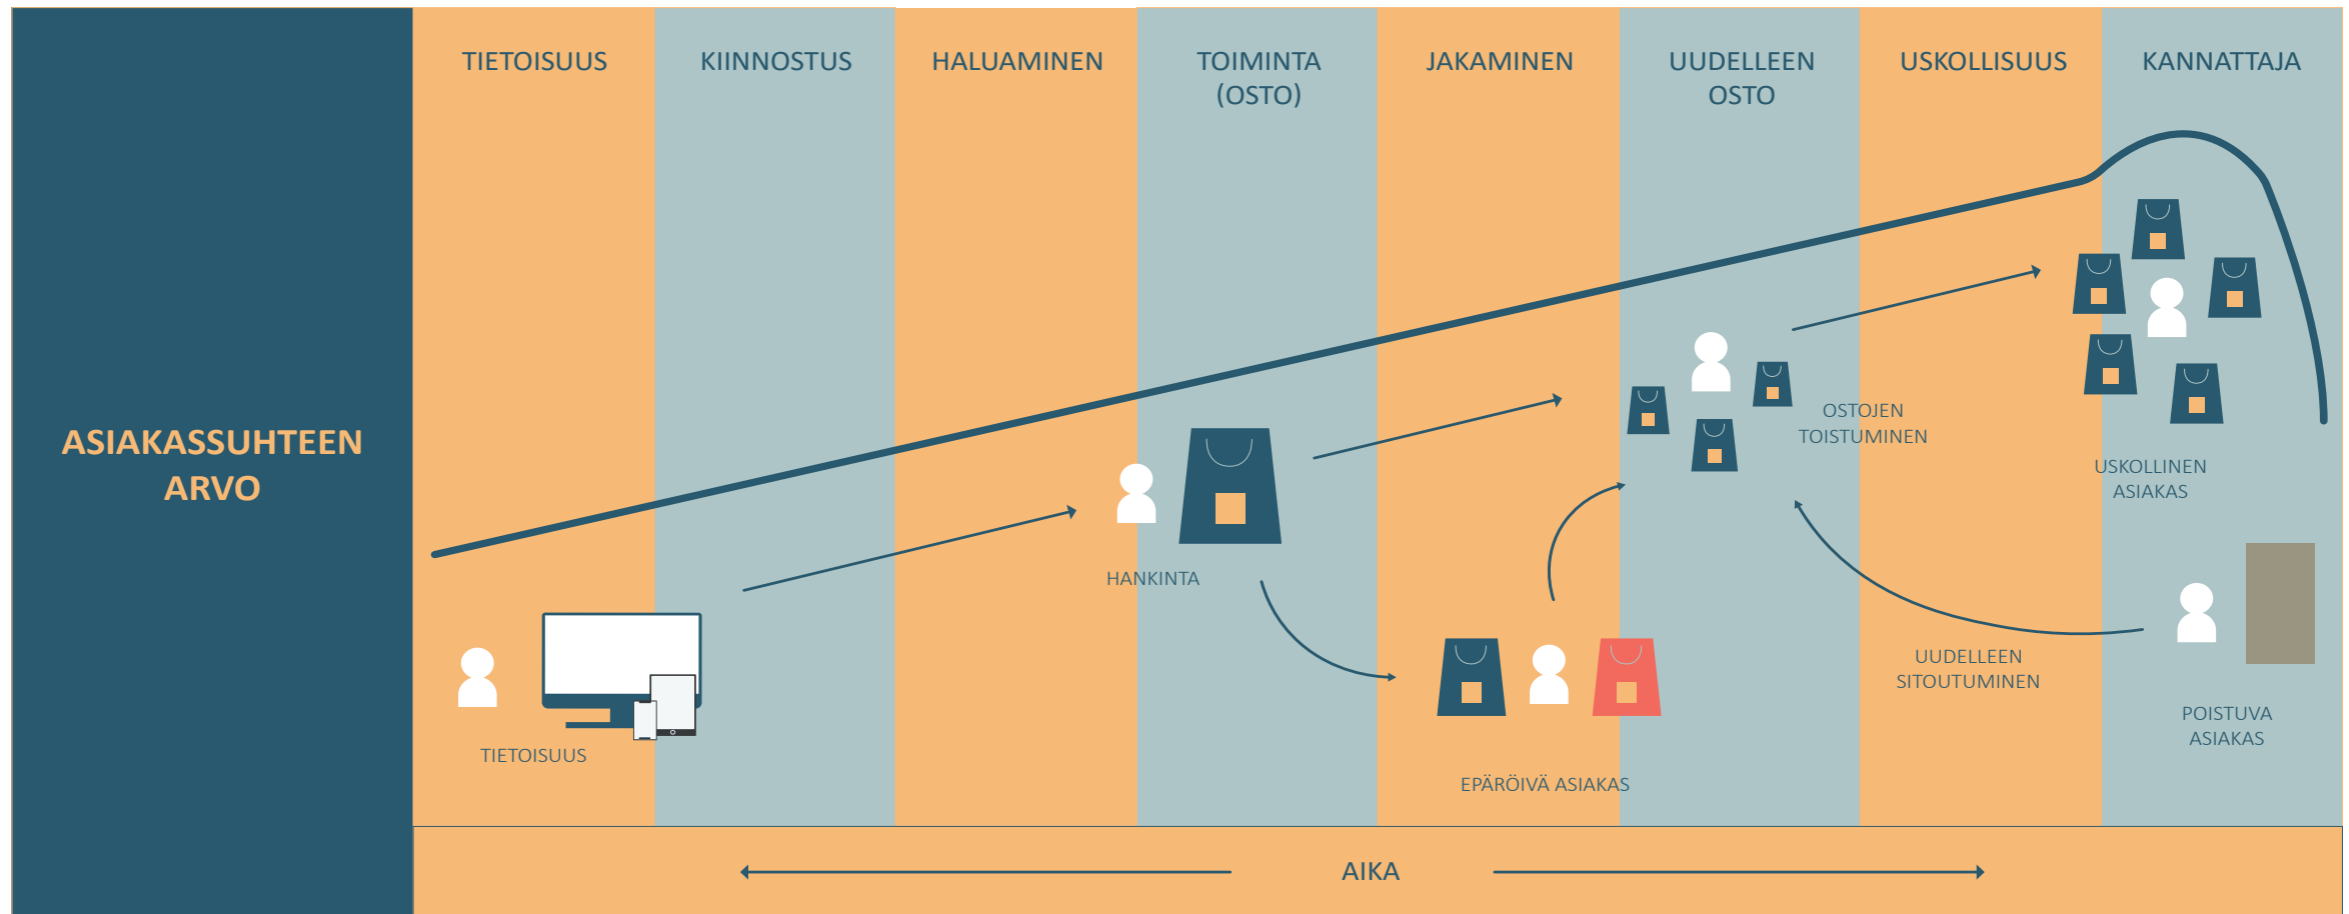 ASIAKASSUHTEEN
ARVO
TIETOISUUS
KIINNOSTUS
HALUAMINEN
TOIMINTA
(OSTO)
JAKAMINEN
UUDELLEEN
OSTO
USKOLLISUUS
KANNATTAJA
TIETOISUUS
HANKINTA
EPÄRÖIVÄ ASIAKAS
OSTOJEN
TOISTUMINEN
USKOLLINEN
ASIAKAS
UUDELLEEN
SITOUTUMINEN
POISTUVA
ASIAKAS
AIKA